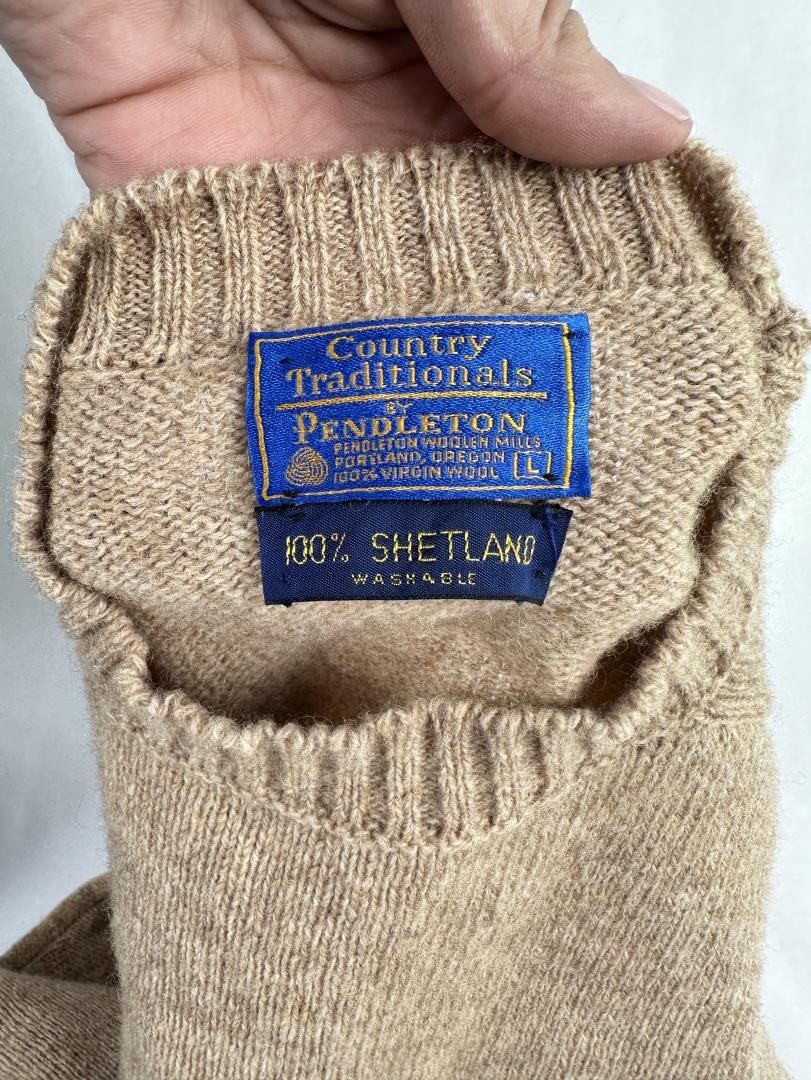 Country
Traditionals
BY
PENDLETON
PENDLETON WOOLEN MILLS
PORTLAND, OREGON
100% VIRGIN WOOL L
100% SHETLAND
WASHABLE